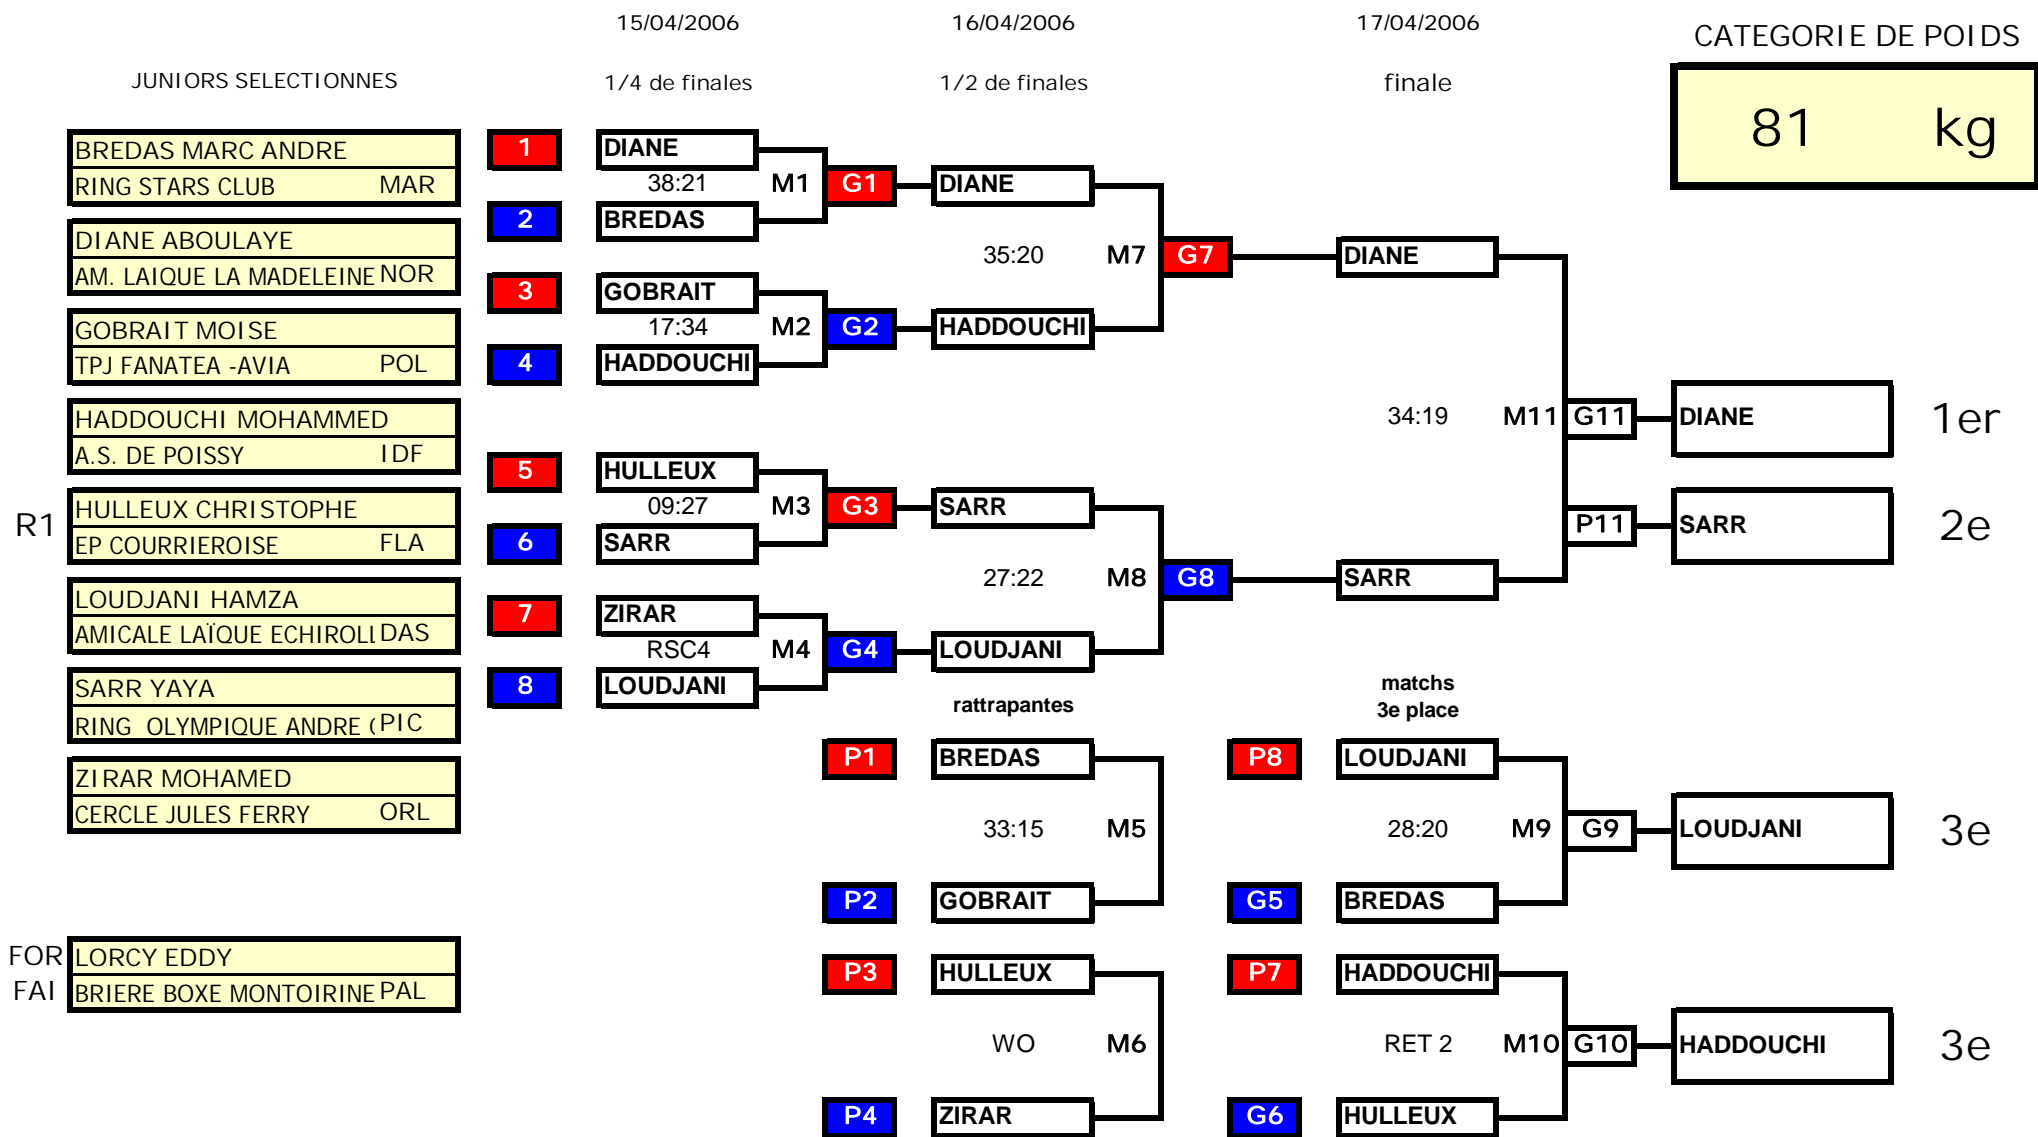 15/04/2006 16/04/2006 17/04/2006
CATEGORIE DE POIDS
JUNIORS SELECTIONNES 1/4 de finales 1/2 de finales finale
81 kg
BREDAS MARC ANDRE
RING STARS CLUB MAR
DIANE ABOULAYE
AM. LAIQUE LA MADELEINE NOR
GOBRAIT MOISE
TPJ FANATEA -AVIA POL
HADDOUCHI MOHAMMED
A.S. DE POISSY IDF
R1
HULLEUX CHRISTOPHE
EP COURRIEROISE FLA
LOUDJANI HAMZA
AMICALE LAÏQUE ECHIROLL DAS
SARR YAYA
RING OLYMPIQUE ANDRE ( PIC
ZIRAR MOHAMED
CERCLE JULES FERRY ORL
FOR
FAI
LORCY EDDY
BRIERE BOXE MONTOIRINE PAL
1 DIANE
38:21 M1 G1
2 BREDAS
3 GOBRAIT
17:34 M2 G2
4 HADDOUCHI
5 HULLEUX
09:27 M3 G3
6 SARR
7 ZIRAR
RSC4 M4 G4
8 LOUDJANI
DIANE
35:20 M7 G7
HADDOUCHI
SARR
27:22 M8 G8
LOUDJANI
rattrapantes
P1 BREDAS
33:15 M5
P2 GOBRAIT
P3 HULLEUX
WO M6
P4 ZIRAR
DIANE
34:19 M11 G11 DIANE 1er
P11 SARR 2e
SARR
matchs
3e place
P8 LOUDJANI
28:20 M9 G9 LOUDJANI 3e
G5 BREDAS
P7 HADDOUCHI
RET 2 M10 G10 HADDOUCHI 3e
G6 HULLEUX